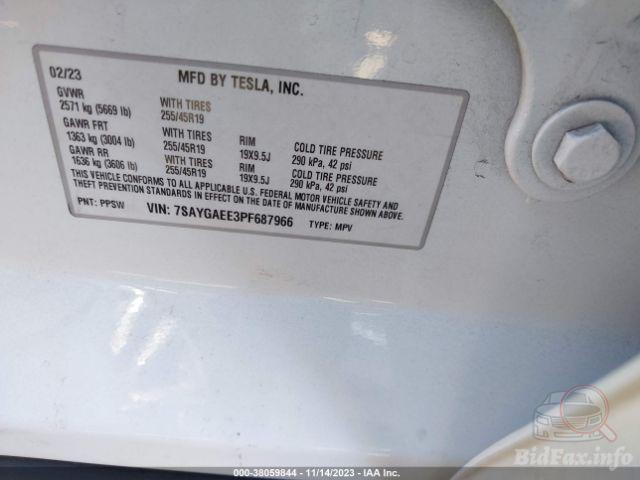 02/23 MFD BY TESLA, INC.
GVWR
2571 kg (5669 lb) WITH TIRES 255/45R19
GAWR FRT
1363 kg (3004 lb) WITH TIRES 255/45R19 RIM 19X9.5J COLD TIRE PRESSURE 290 kPa, 42 psi
GAWR RR
1636 kg (3606 lb) WITH TIRES 255/45R19 RIM 19X9.5J COLD TIRE PRESSURE 290 kPa, 42 psi
THIS VEHICLE CONFORMS TO ALL APPLICABLE U.S. FEDERAL MOTOR VEHICLE SAFETY AND
THEFT PREVENTION STANDARDS IN EFFECT ON THE DATE OF MANUFACTURE SHOWN ABOVE.
PNT: PPSW VIN: 7SAYGAEE3PF687966 TYPE: MPV
BidFax.info
000-38059844 - 11/14/2023 - IAA Inc.